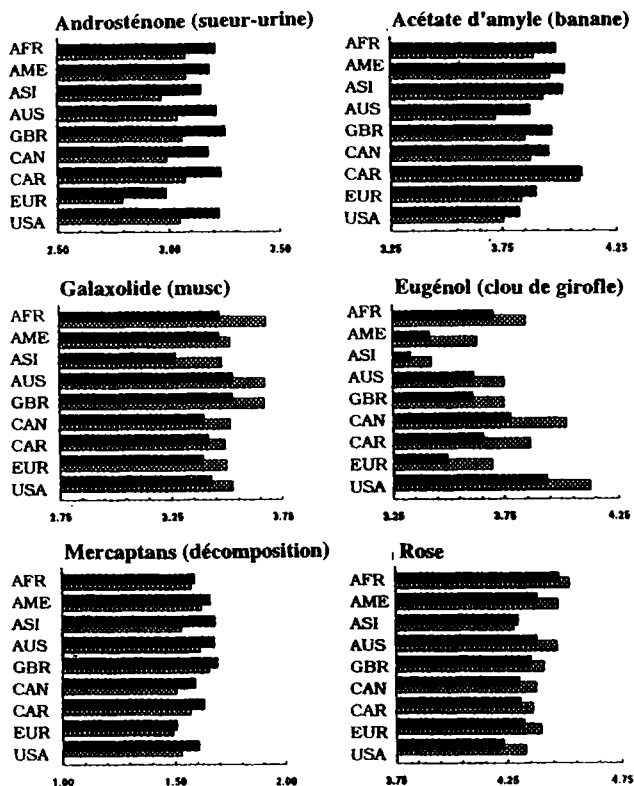 Androsténone (sueur-urine)
AFR
AME
ASI
AUS
GBR
CAN
CAR
EUR
USA
2.50 3.00 3.50
Acétate d'amyle (banane)
AFR
AME
ASI
AUS
GBR
CAN
CAR
EUR
USA
3.25 3.75 4.25
Galaxolide (musc)
AFR
AME
ASI
AUS
GBR
CAN
CAR
EUR
USA
2.75 3.25 3.75
Eugénol (clou de girofle)
AFR
AME
ASI
AUS
GBR
CAN
CAR
EUR
USA
3.25 3.75 4.25
Mercaptans (décomposition)
AFR
AME
ASI
AUS
GBR
CAN
CAR
EUR
USA
1.00 1.50 2.00
Rose
AFR
AME
ASI
AUS
GBR
CAN
CAR
EUR
USA
3.75 4.25 4.75